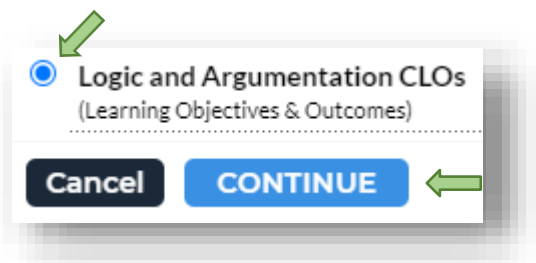 Logic and Argumentation CLOs
(Learning Objectives & Outcomes)
Cancel CONTINUE